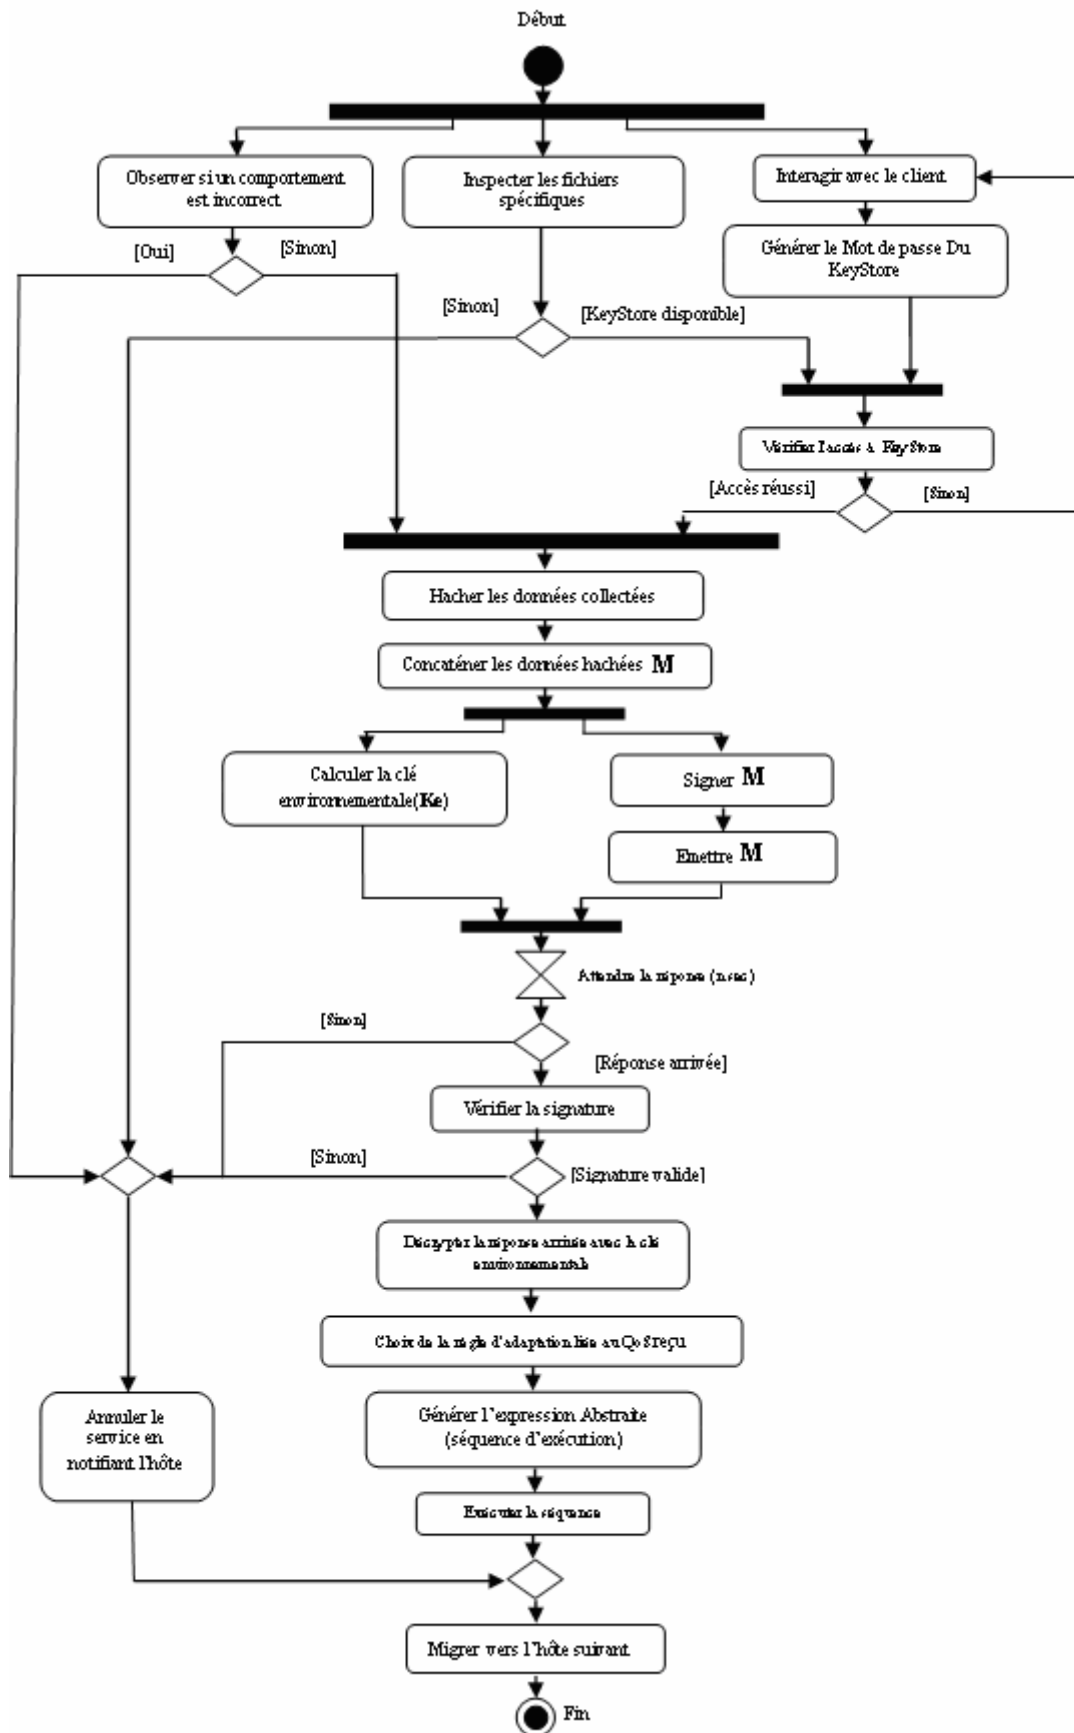 Début
Observer si un comportement
est incorrect
Inspecter les fichiers
spécifiques
Interagir avec le client
[Oui]
[Sinon]
Générer le Mot de passe Du
KeyStore
[Sinon]
[KeyStore disponible]
Vérifier l'accès à KeyStore
[Accès réussi]
[Sinon]
Hacher les données collectées
Concaténer les données hachées M
Calculer la clé
environnementale(Ke)
Signer M
Emettre M
Attendre la réponse (n sec)
[Sinon]
[Réponse arrivée]
Vérifier la signature
[Sinon]
[Signature valide]
Décrypter la réponse arrivée avec la clé
environnementale
Choix de la règle d'adaptation liée au QoS reçu
Annuler le
service en
notifiant l'hôte
Générer l'expression Abstraite
(séquence d'exécution)
Exécuter la séquence
Migrer vers l'hôte suivant
Fin